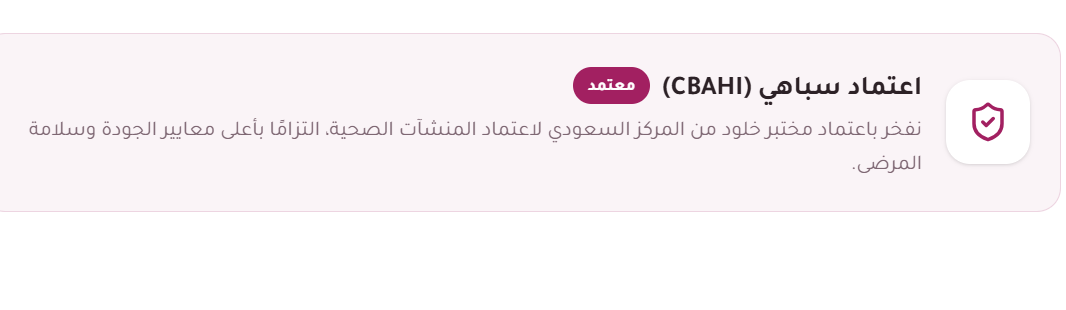 اعتماد سباهي (CBAHI) معتمد
نفخر باعتماد مختبر خلود من المركز السعودي لاعتماد المنشآت الصحية، التزامًا بأعلى معايير الجودة وسلامة
المرضى.